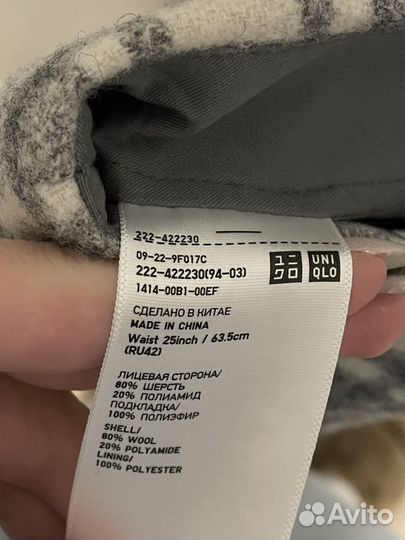 222-422230
09-22-9F017C
222-422230(94-03)
1414-00B1-00EF
ユニ
クロ
UNI
QLO
СДЕЛАНО В КИТАЕ
MADE IN CHINA
Waist 25inch / 63.5cm
(RU42)
ЛИЦЕВАЯ СТОРОНА/
80% ШЕРСТЬ
20% ПОЛИАМИД
ПОДКЛАДКА/
100% ПОЛИЭФИР
SHELL/
80% WOOL
20% POLYAMIDE
LINING/
100% POLYESTER
Avito